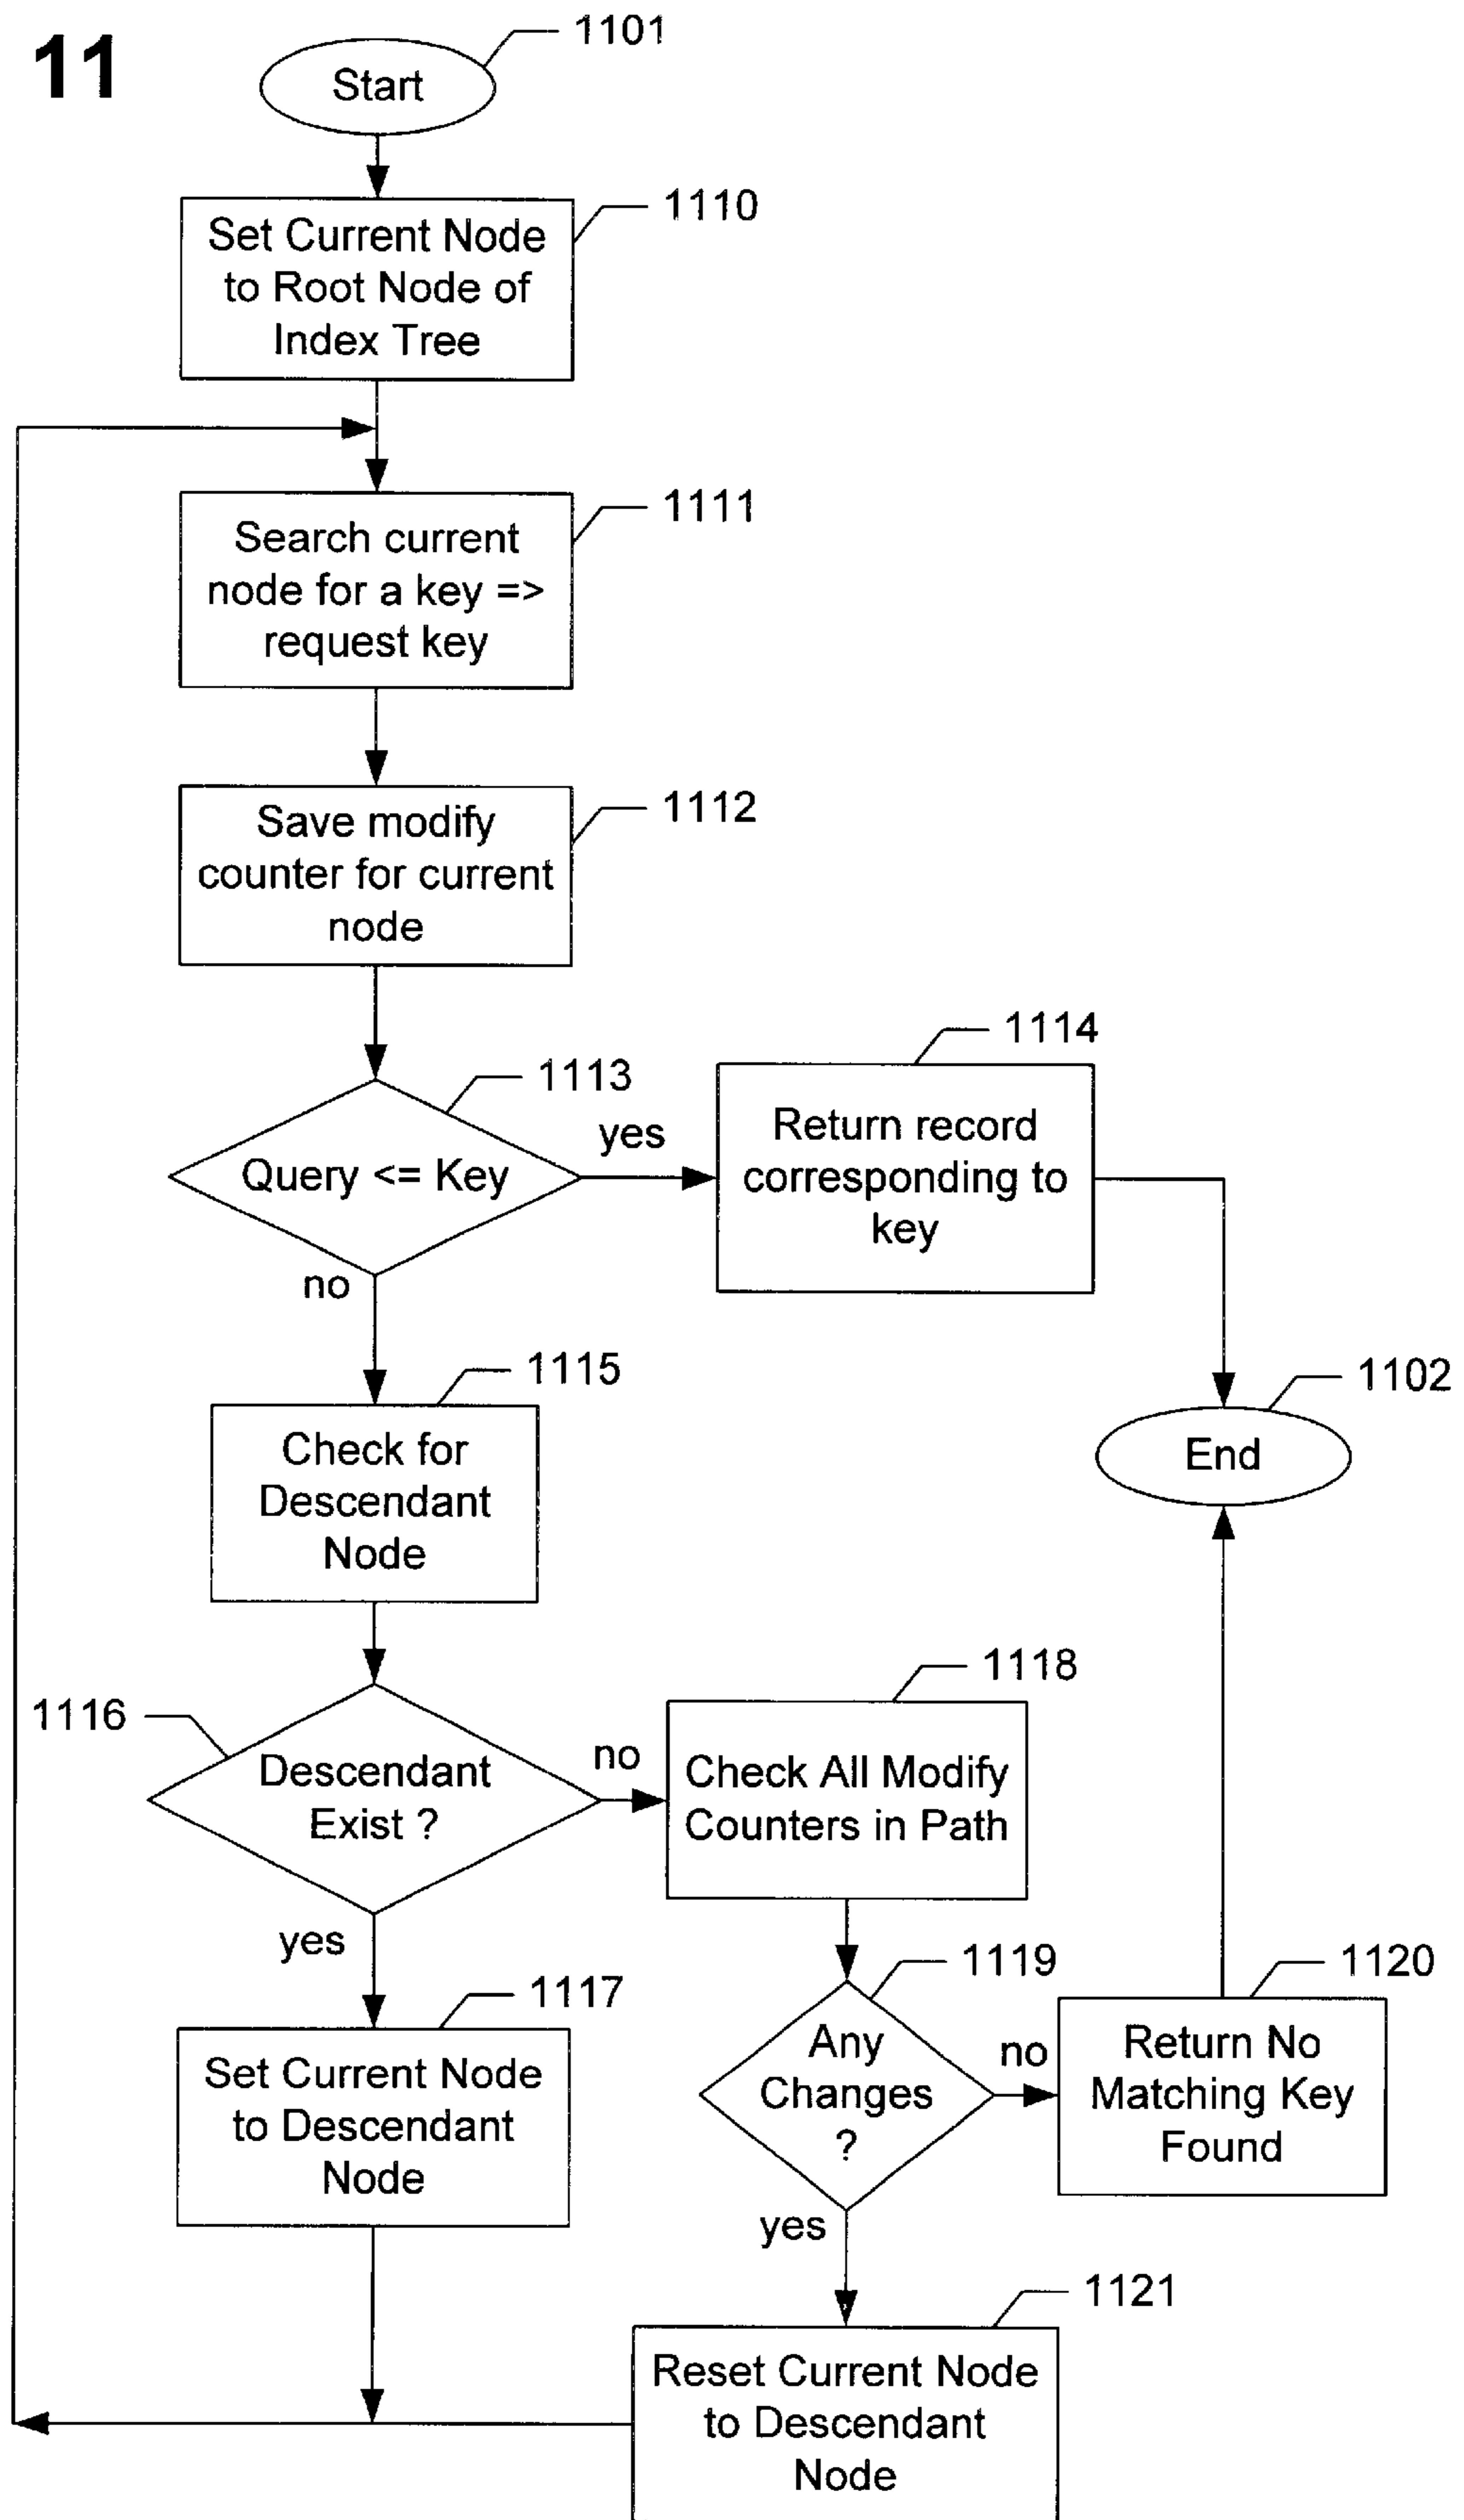 11
1101
Start
1110
Set Current Node
to Root Node of
Index Tree
1111
Search current
node for a key =>
request key
1112
Save modify
counter for current
node
1113
Query <= Key
yes
no
1114
Return record
corresponding to
key
1115
Check for
Descendant
Node
1102
End
1116
Descendant
Exist ?
no
yes
1118
Check All Modify
Counters in Path
1117
Set Current Node
to Descendant
Node
1119
Any
Changes
?
no
yes
1120
Return No
Matching Key
Found
1121
Reset Current Node
to Descendant
Node